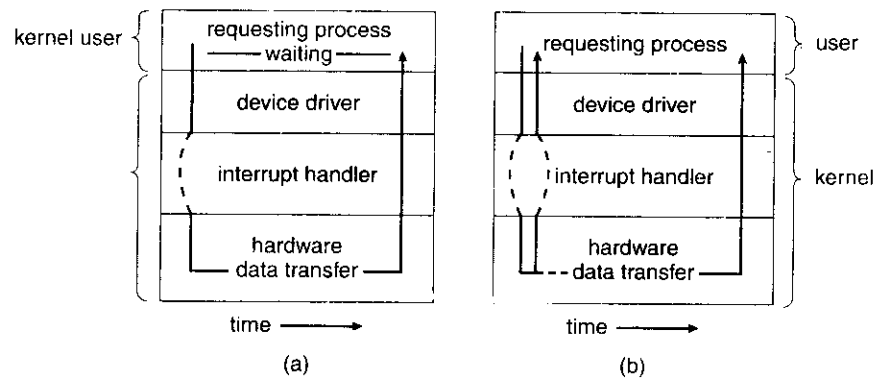 kernel user
requesting process
waiting
device driver
interrupt handler
hardware
data transfer
time
(a)
requesting process
user
device driver
interrupt handler
kernel
hardware
data transfer
time
(b)